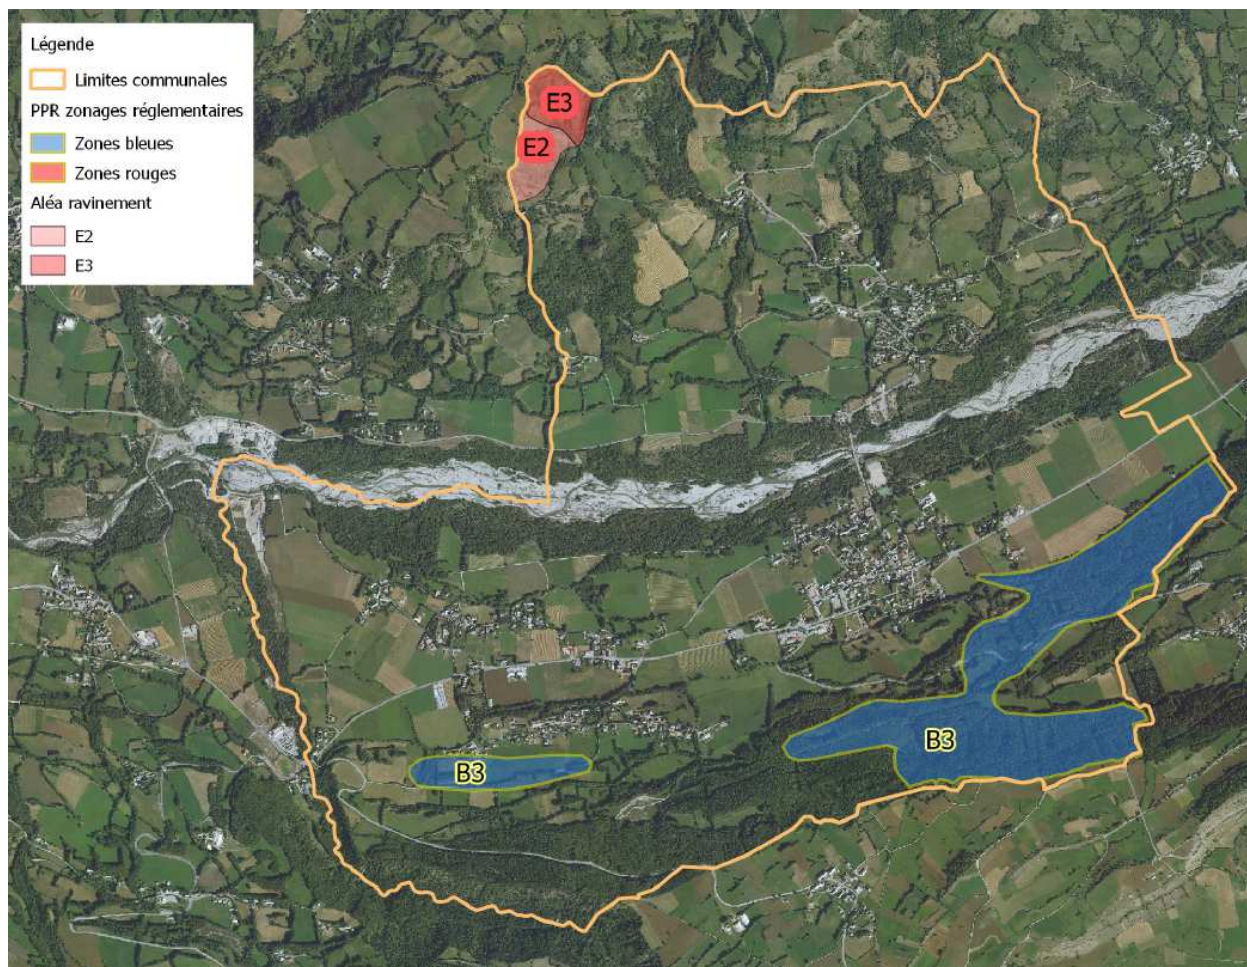 Légende
Limites communales
PPR zonages réglementaires
Zones bleues
Zones rouges
Aléa ravinement
E2
E3
E3
E2
B3
B3